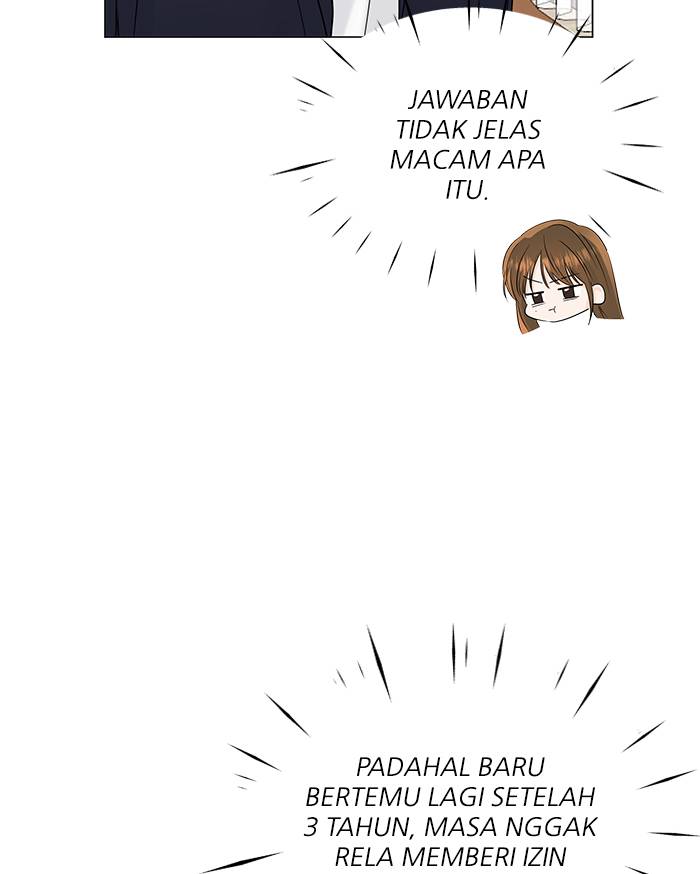 JAWABAN
TIDAK JELAS
MACAM APA
ITU.
PADAHAL BARU
BERTEMU LAGI SETELAH
3 TAHUN, MASA NGGAK
RELA MEMBERI IZIN